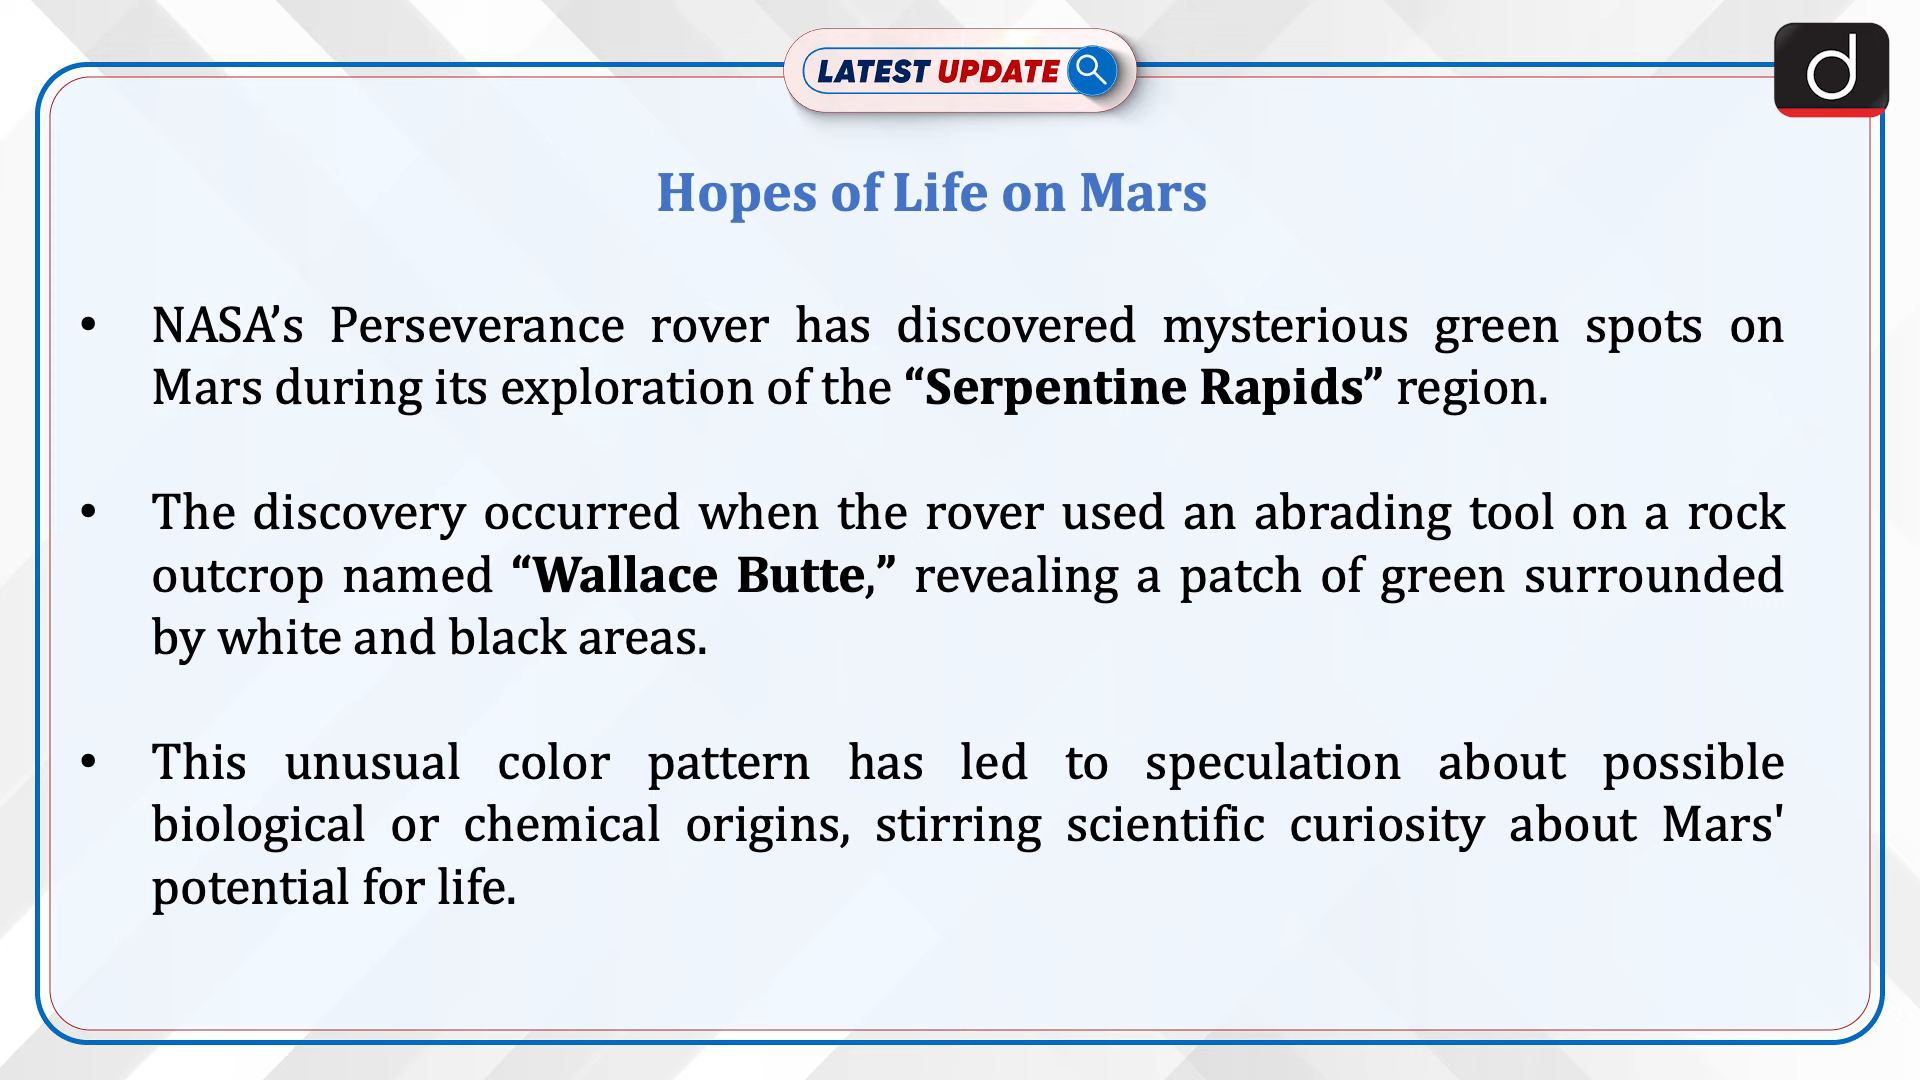 LATEST UPDATE
d
Hopes of Life on Mars
• NASA’s Perseverance rover has discovered mysterious green spots on
Mars during its exploration of the “Serpentine Rapids” region.
• The discovery occurred when the rover used an abrading tool on a rock
outcrop named “Wallace Butte,” revealing a patch of green surrounded
by white and black areas.
• This unusual color pattern has led to speculation about possible
biological or chemical origins, stirring scientific curiosity about Mars'
potential for life.